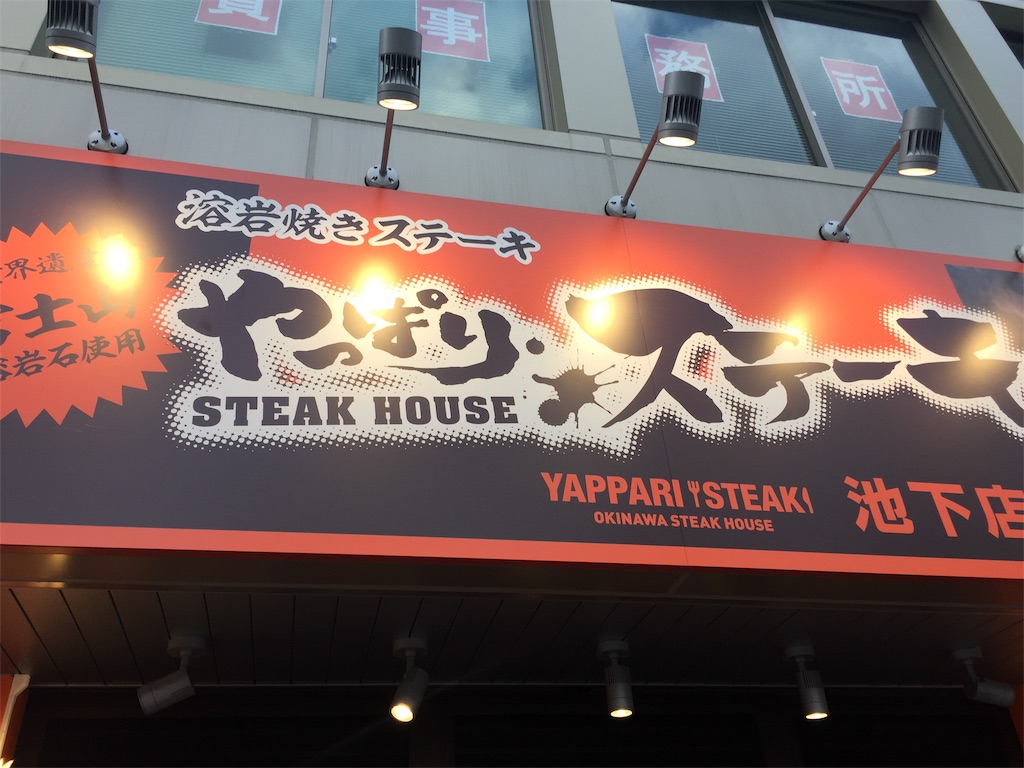 貸事務所
溶岩焼きステーキ
界遺
富士山
溶岩石使用
やっぱり・ステーキ
STEAK HOUSE
YAPPARI STEAK
OKINAWA STEAK HOUSE
池下店